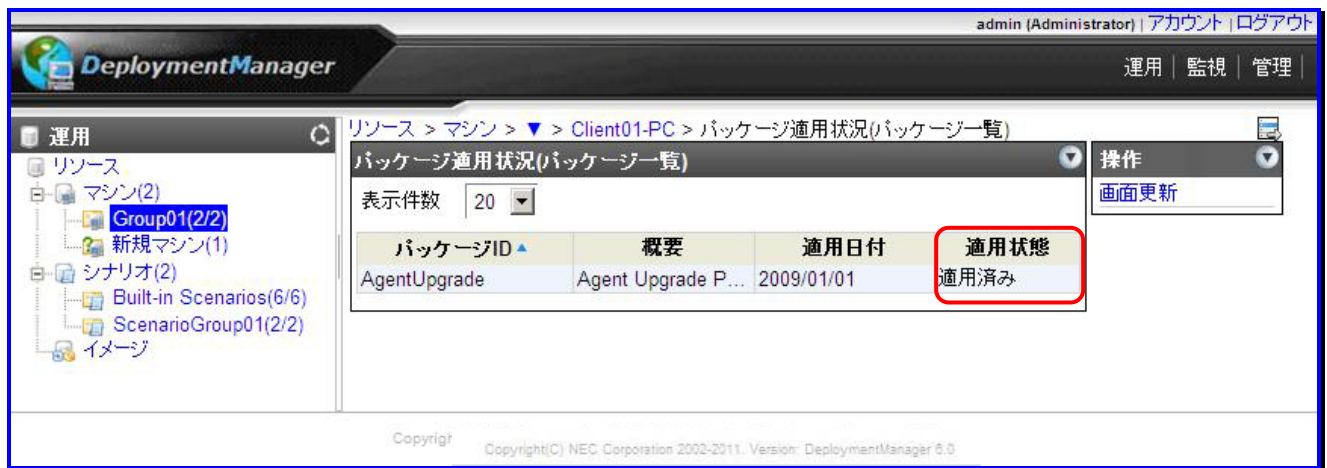 admin (Administrator) | アカウント | ログアウト
DeploymentManager
運用 | 監視 | 管理 |
運用
リソース
マシン(2)
Group01(2/2)
新規マシン(1)
シナリオ(2)
Built-in Scenarios(6/6)
ScenarioGroup01(2/2)
イメージ
リソース > マシン > ▼ > Client01-PC > パッケージ適用状況(パッケージ一覧)
パッケージ適用状況(パッケージ一覧)
表示件数 20
パッケージID▲ 概要 適用日付 適用状態
AgentUpgrade Agent Upgrade P... 2009/01/01 適用済み
操作
画面更新
Copyright(C) NEC Corporation 2002-2011. Version: DeploymentManager 6.0